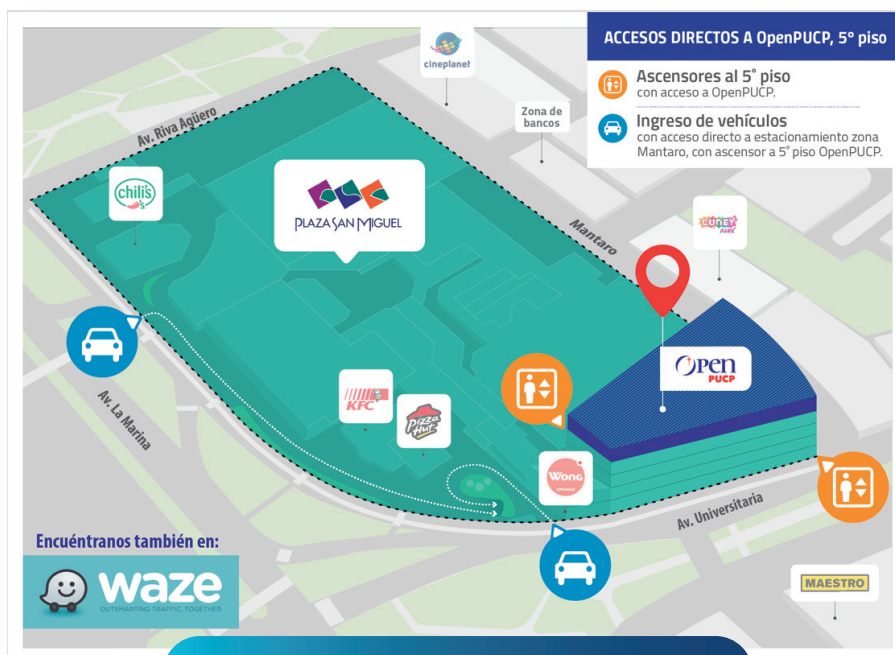 ACCESOS DIRECTOS A OpenPUCP, 5° piso
Ascensores al 5° piso
con acceso a OpenPUCP.
Ingreso de vehículos
con acceso directo a estacionamiento zona
Mantaro, con ascensor a 5° piso OpenPUCP.
cineplanet
Zona de
bancos
Av. Riva Agüero
chili's
PLAZA SAN MIGUEL
Mantaro
CONEY
PARK
OPEN
PUCP
KFC
Pizza
Hut
Wong
Av. La Marina
Av. Universitaria
MAESTRO
Encuéntranos también en:
waze
OUTSMARTING TRAFFIC, TOGETHER